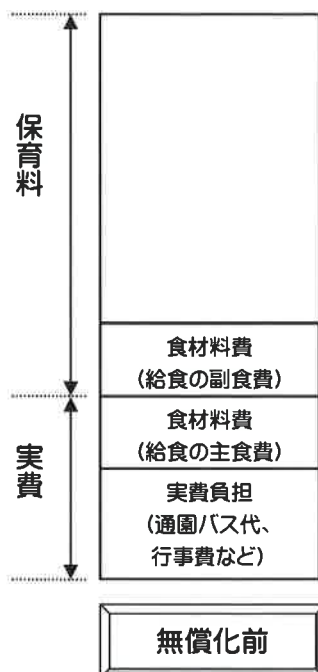 保育料
食材料費
(給食の副食費)
食材料費
(給食の主食費)
実費
実費負担
(通園バス代、
行事費など)
無償化前